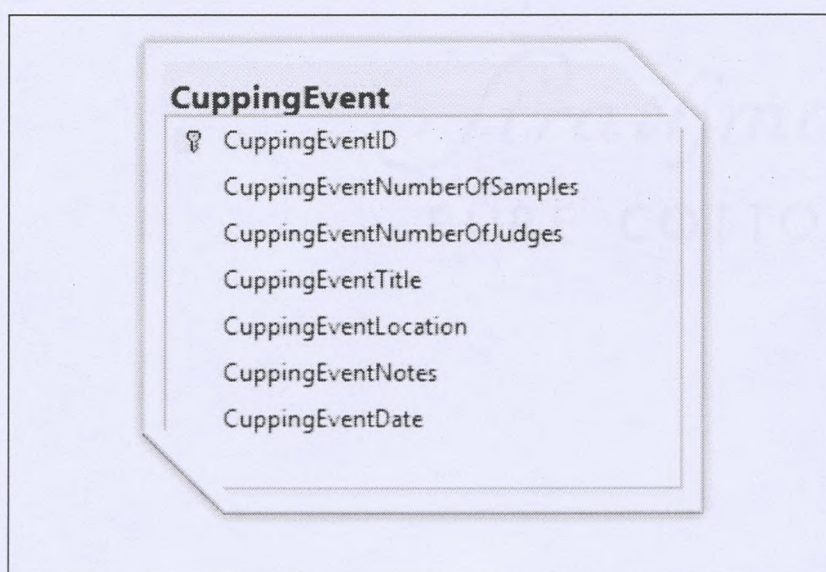 CuppingEvent
CuppingEventID
CuppingEventNumberOfSamples
CuppingEventNumberOfJudges
CuppingEventTitle
CuppingEventLocation
CuppingEventNotes
CuppingEventDate